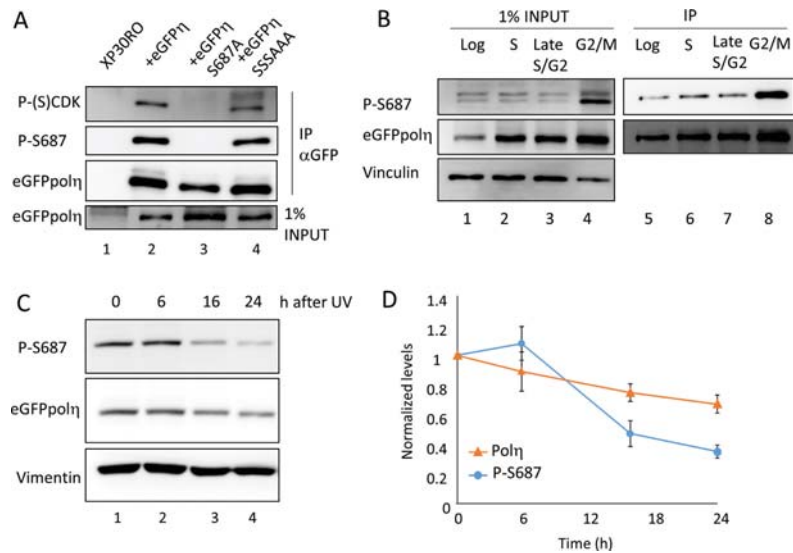 A
XP30RO
+eGFPη
+eGFPη
S687A
+eGFPη
SSSAAA
P-(S)CDK
P-S687
eGFPpolη
IP
αGFP
eGFPpolη
1%
INPUT
1 2 3 4
B
1% INPUT
IP
Log S Late S/G2 G2/M
Log S Late S/G2 G2/M
P-S687
eGFPpolη
Vinculin
1 2 3 4 5 6 7 8
C
0 6 16 24 h after UV
P-S687
eGFPpolη
Vimentin
1 2 3 4
D
Normalized levels
1.4
1.2
1
0.8
0.6
0.4
0.2
0
0 6 12 18 24
Time (h)
Polη
P-S687